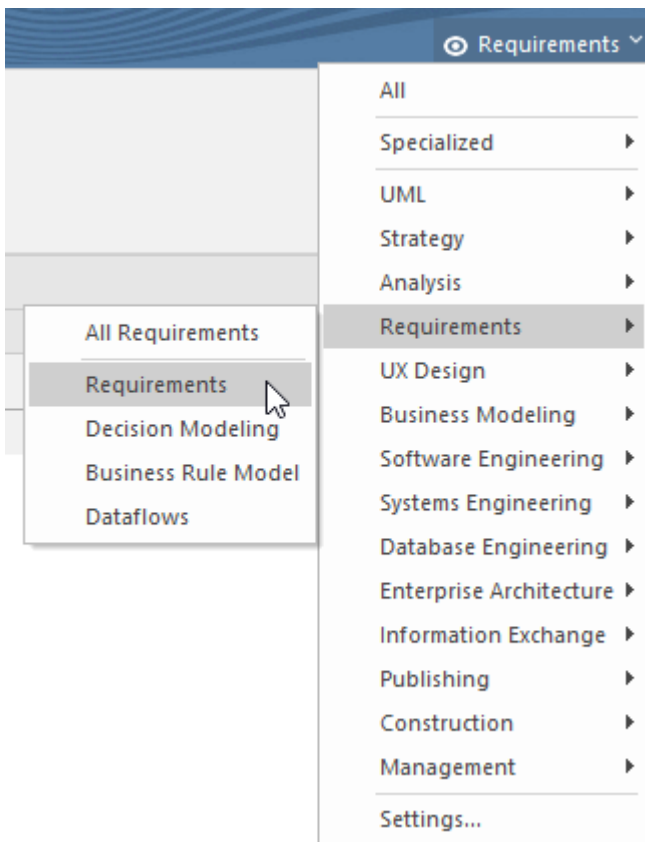 Requirements
All
Specialized
UML
Strategy
Analysis
Requirements
UX Design
Business Modeling
Software Engineering
Systems Engineering
Database Engineering
Enterprise Architecture
Information Exchange
Publishing
Construction
Management
Settings...
All Requirements
Requirements
Decision Modeling
Business Rule Model
Dataflows